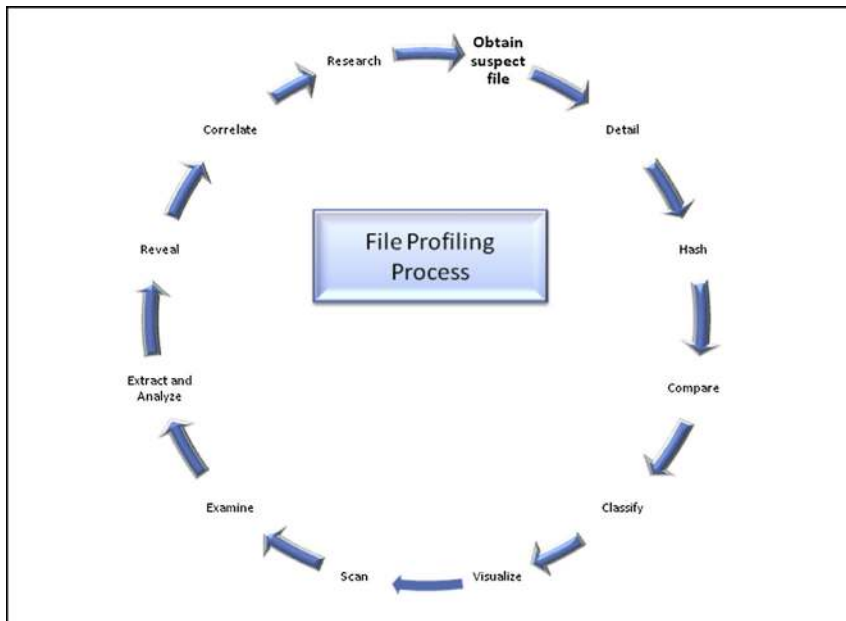 Obtain
suspect
file
Detail
Hash
Compare
Classify
Visualize
Scan
Examine
Extract and
Analyze
Reveal
Correlate
Research
File Profiling
Process